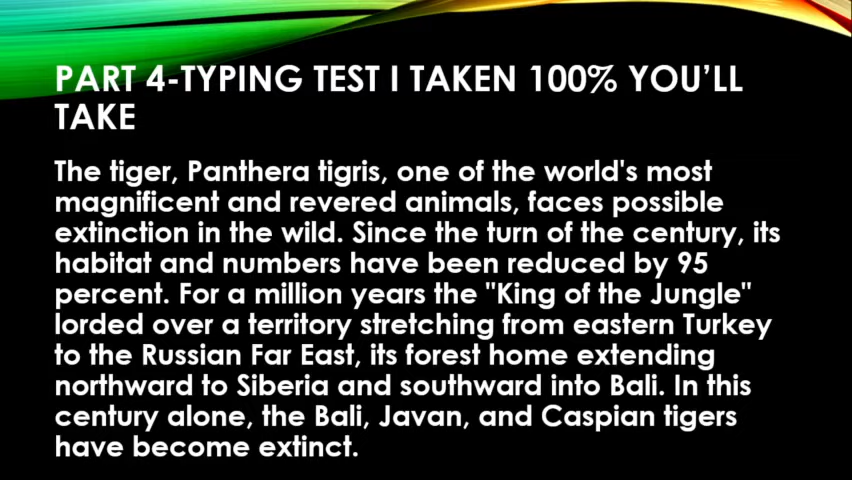 PART 4-TYPING TEST I TAKEN 100% YOU’LL
TAKE
The tiger, Panthera tigris, one of the world's most
magnificent and revered animals, faces possible
extinction in the wild. Since the turn of the century, its
habitat and numbers have been reduced by 95
percent. For a million years the "King of the Jungle"
lorded over a territory stretching from eastern Turkey
to the Russian Far East, its forest home extending
northward to Siberia and southward into Bali. In this
century alone, the Bali, Javan, and Caspian tigers
have become extinct.